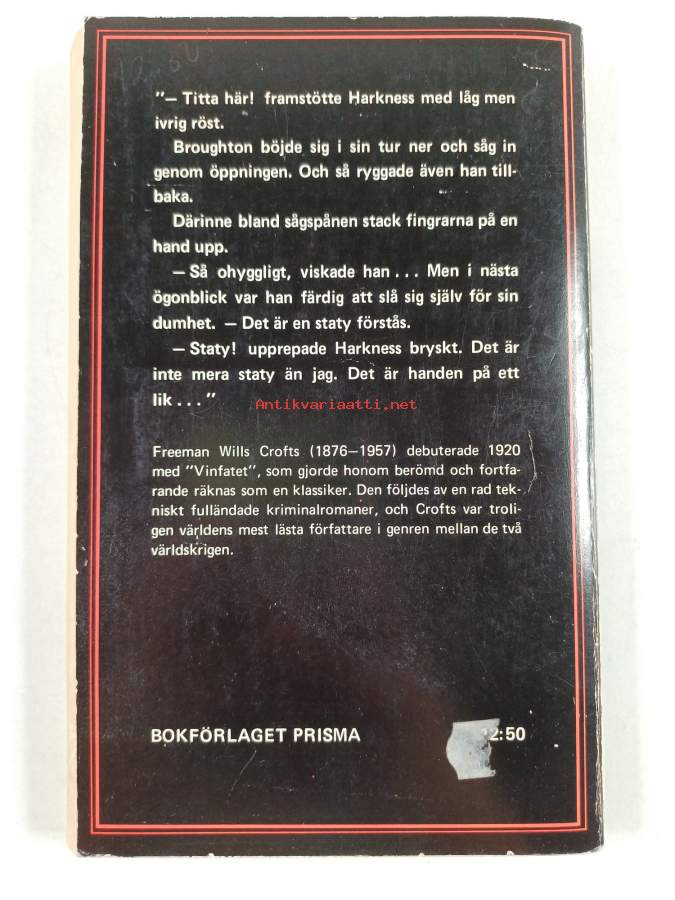 "— Titta här! framstötte Harkness med låg men
ivrig röst.
Broughton böjde sig i sin tur ner och såg in
genom öppningen. Och så ryggade även han till-
baka.
Därinne bland sågspånen stack fingrarna på en
hand upp.
— Så ohyggligt, viskade han . . . Men i nästa
ögonblick var han färdig att slå sig själv för sin
dumhet. — Det är en staty förstås.
— Staty! upprepade Harkness bryskt. Det är
inte mera staty än jag. Det är handen på ett
lik . . ."
Antikvariaatti.net
Freeman Wills Crofts (1876—1957) debuterade 1920
med "Vinfatet", som gjorde honom berömd och fortfa-
rande räknas som en klassiker. Den följdes av en rad tek-
niskt fulländade kriminalromaner, och Crofts var troli-
gen världens mest lästa författare i genren mellan de två
världskrigen.
BOKFÖRLAGET PRISMA
2:50